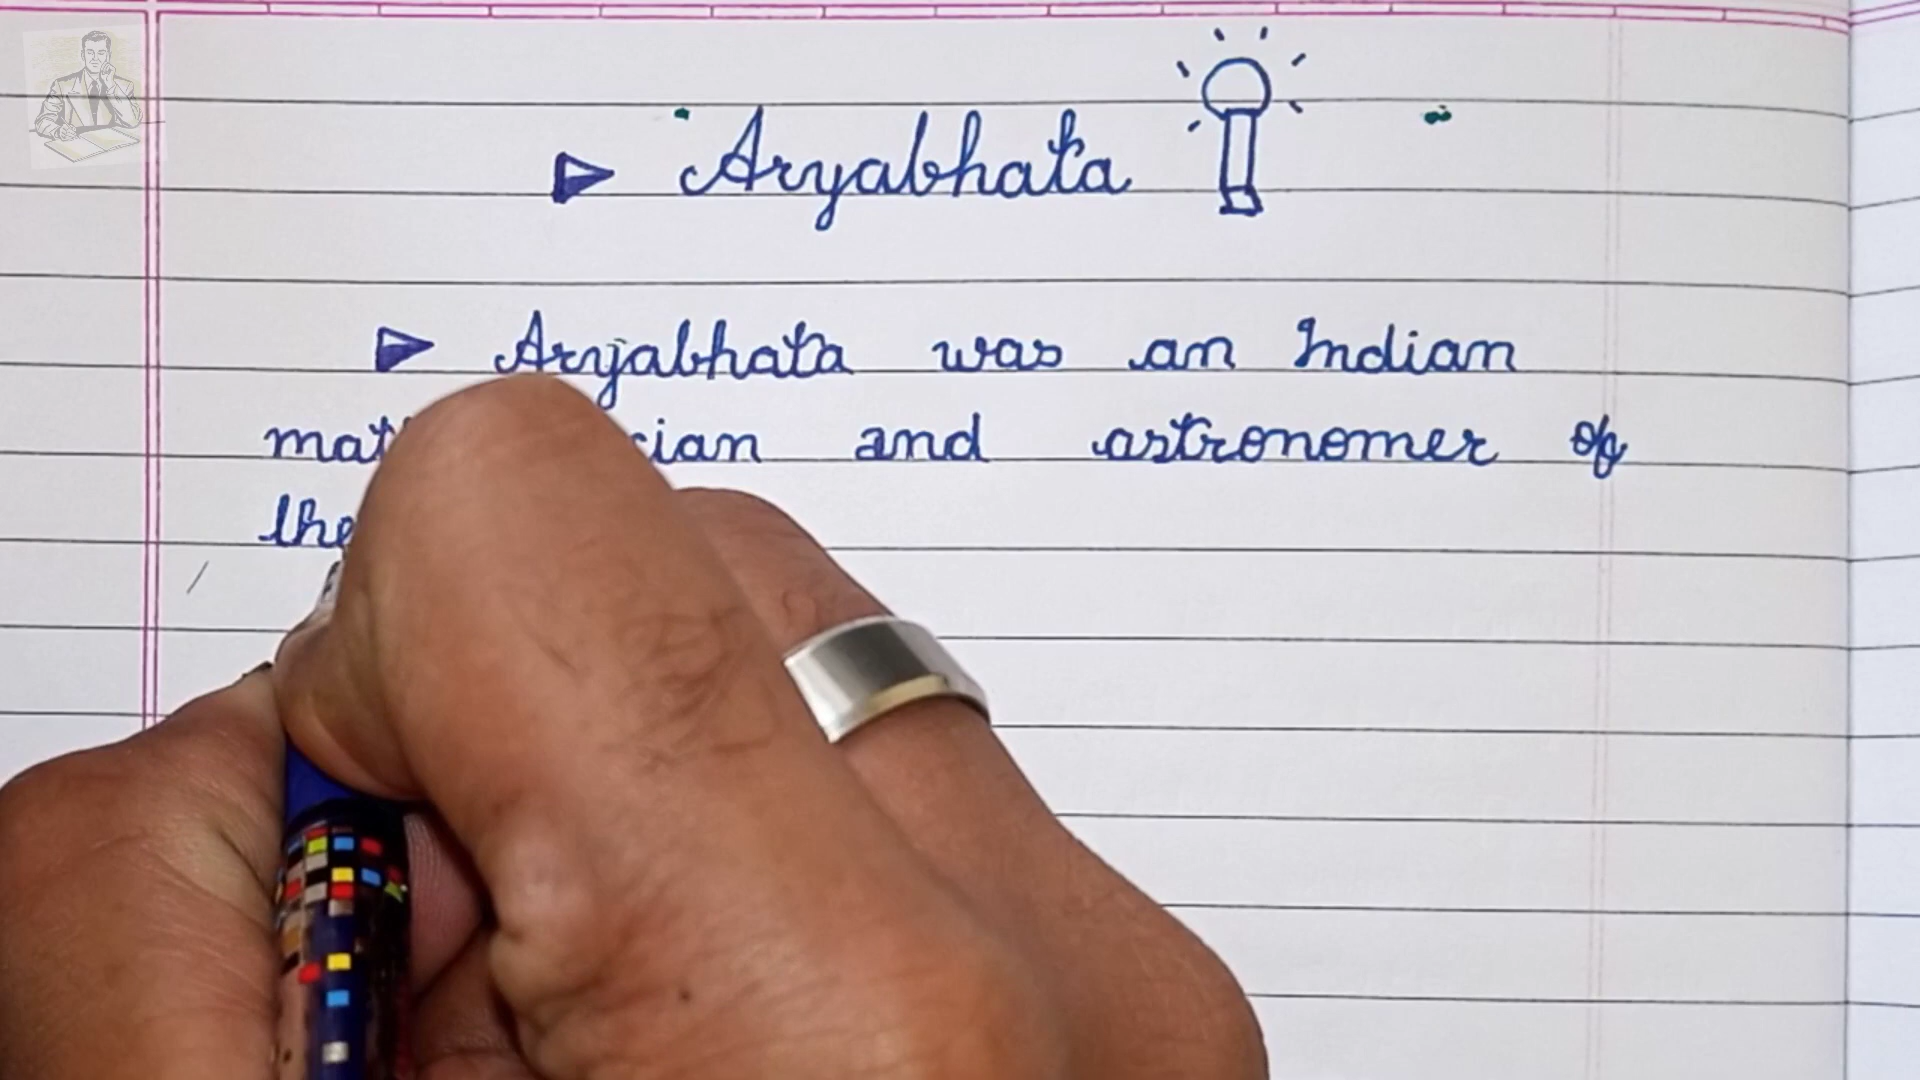 Aryabhata
Aryabhata was an Indian
and astronomer of
the